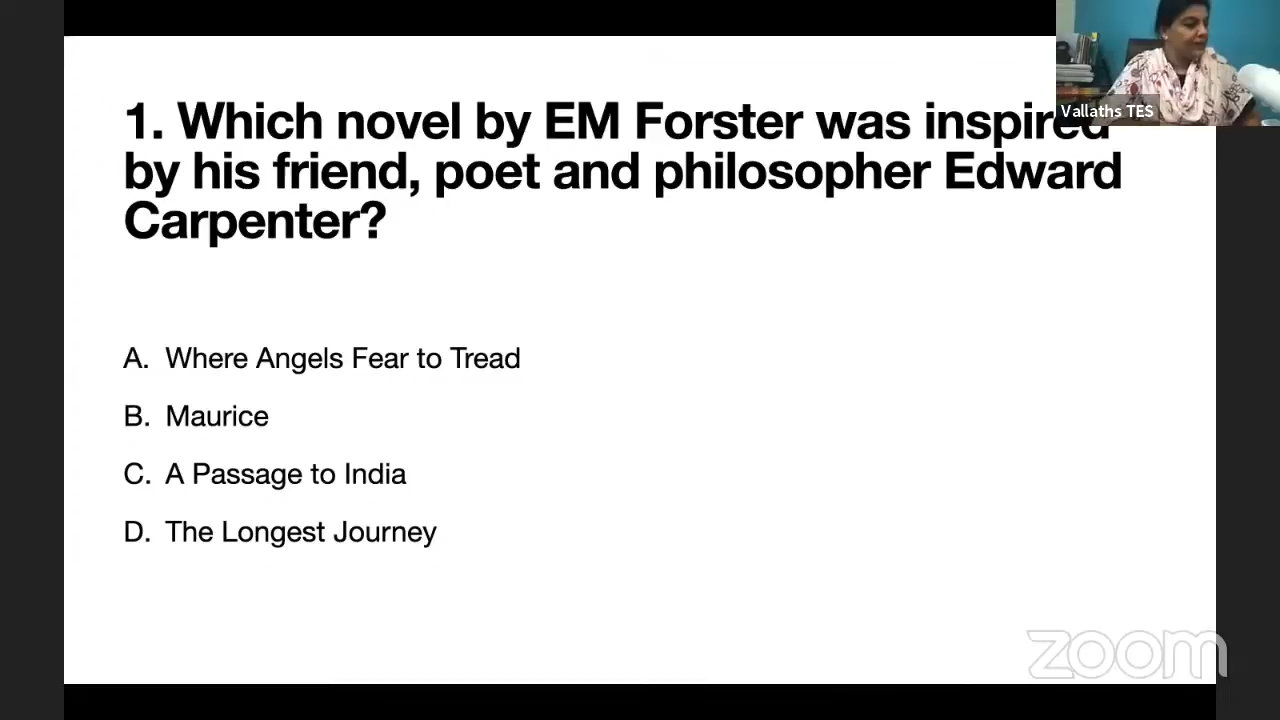 1. Which novel by EM Forster was inspired
by his friend, poet and philosopher Edward
Carpenter?
A. Where Angels Fear to Tread
B. Maurice
C. A Passage to India
D. The Longest Journey
Vallaths TES
zoom